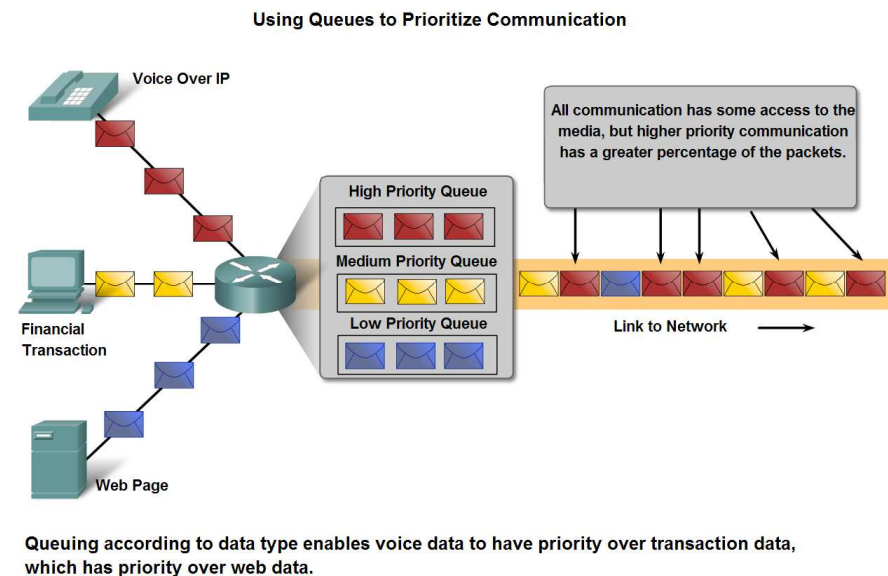 Using Queues to Prioritize Communication
Voice Over IP
All communication has some access to the
media, but higher priority communication
has a greater percentage of the packets.
High Priority Queue
Medium Priority Queue
Low Priority Queue
Financial
Transaction
Link to Network
Web Page
Queuing according to data type enables voice data to have priority over transaction data,
which has priority over web data.